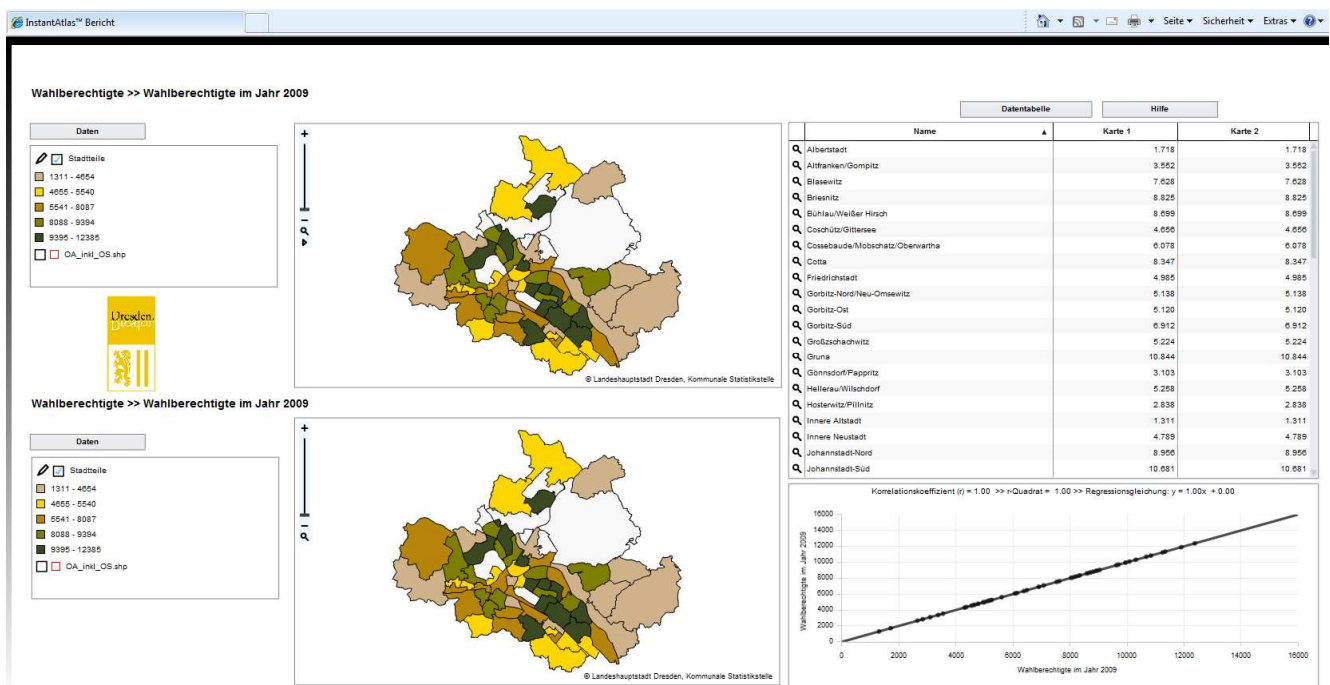 InstantAtlas™ Bericht
Seite
Sicherheit
Extras
Wahlberechtigte >> Wahlberechtigte im Jahr 2009
Daten
Stadtteile
1311 - 4654
4655 - 5540
5541 - 8087
8088 - 9394
9395 - 12385
OA_inkl_OS.shp
Dresden.
Dresden
+
−
© Landeshauptstadt Dresden, Kommunale Statistikstelle
Wahlberechtigte >> Wahlberechtigte im Jahr 2009
Daten
Stadtteile
1311 - 4654
4655 - 5540
5541 - 8087
8088 - 9394
9395 - 12385
OA_inkl_OS.shp
+
−
© Landeshauptstadt Dresden, Kommunale Statistikstelle
Datentabelle Hilfe
Name Karte 1 Karte 2
Albertstadt 1.718 1.718
Altfranken/Gompitz 3.552 3.552
Blasewitz 7.628 7.628
Briesnitz 8.825 8.825
Bühlau/Weißer Hirsch 8.699 8.699
Coschütz/Gittersee 4.656 4.656
Cossebaude/Mobschatz/Oberwartha 6.078 6.078
Cotta 8.347 8.347
Friedrichstadt 4.985 4.985
Gorbitz-Nord/Neu-Omsewitz 5.138 5.138
Gorbitz-Ost 5.120 5.120
Gorbitz-Süd 6.912 6.912
Großzschachwitz 5.224 5.224
Gruna 10.844 10.844
Gönnsdorf/Pappritz 3.103 3.103
Hellerau/Wilschdorf 5.258 5.258
Hosterwitz/Pillnitz 2.838 2.838
Innere Altstadt 1.311 1.311
Innere Neustadt 4.789 4.789
Johannstadt-Nord 8.956 8.956
Johannstadt-Süd 10.681 10.681
Korrelationskoeffizient (r) = 1.00 >> r-Quadrat = 1.00 >> Regressionsgleichung: y = 1.00x + 0.00
Wahlberechtigte im Jahr 2009
16000
14000
12000
10000
8000
6000
4000
2000
0
0 2000 4000 6000 8000 10000 12000 14000 16000
Wahlberechtigte im Jahr 2009